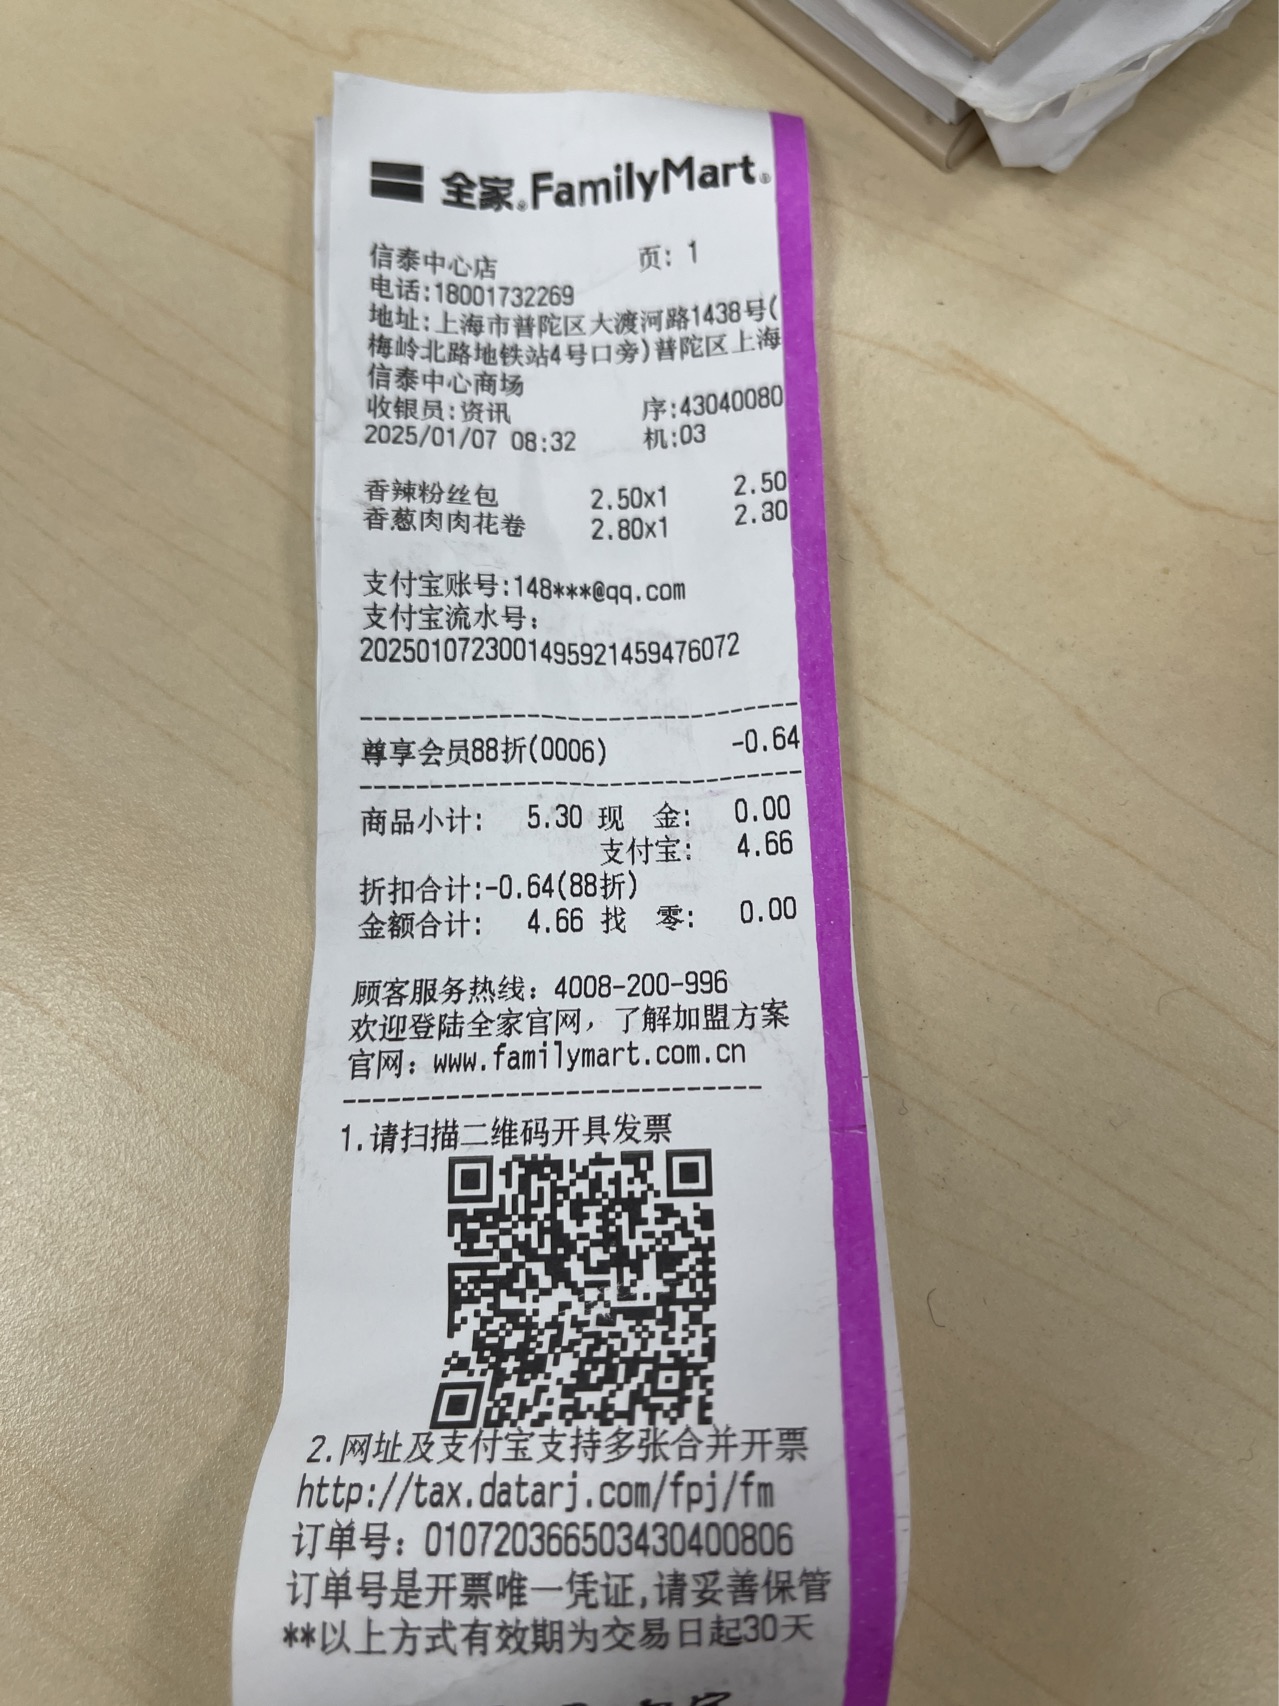 全家®FamilyMart®
信泰中心店 页: 1
电话:18001732269
地址:上海市普陀区大渡河路1438号(
梅岭北路地铁站4号口旁)普陀区上海
信泰中心商场
收银员:资讯 序:43040080
2025/01/07 08:32 机:03
香辣粉丝包 2.50x1 2.50
香葱肉肉花卷 2.80x1 2.80
支付宝账号:148***@qq.com
支付宝流水号:
2025010723001495921459476072
尊享会员88折(0006) -0.64
商品小计: 5.30 现 金: 0.00
支付宝: 4.66
折扣合计:-0.64(88折)
金额合计: 4.66 找 零: 0.00
顾客服务热线: 4008-200-996
欢迎登陆全家官网, 了解加盟方案
官网: www.familymart.com.cn
1.请扫描二维码开具发票
2.网址及支付宝支持多张合并开票
http://tax.datarj.com/fpj/fm
订单号: 010720366503430400806
订单号是开票唯一凭证,请妥善保管
**以上方式有效期为交易日起30天